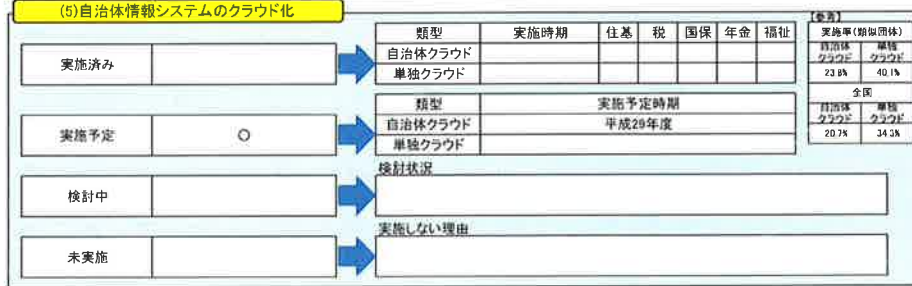 (5)自治体情報システムのクラウド化
実施済み
類型 実施時期 住基 税 国保 年金 福祉
自治体クラウド
単独クラウド
【参考】
実施率(類似団体)
自治体クラウド 単独クラウド
23.8% 40.1%
全国
自治体クラウド 単独クラウド
20.7% 34.3%
実施予定 ○
類型 実施予定時期
自治体クラウド 平成29年度
単独クラウド
検討中
検討状況
未実施
実施しない理由